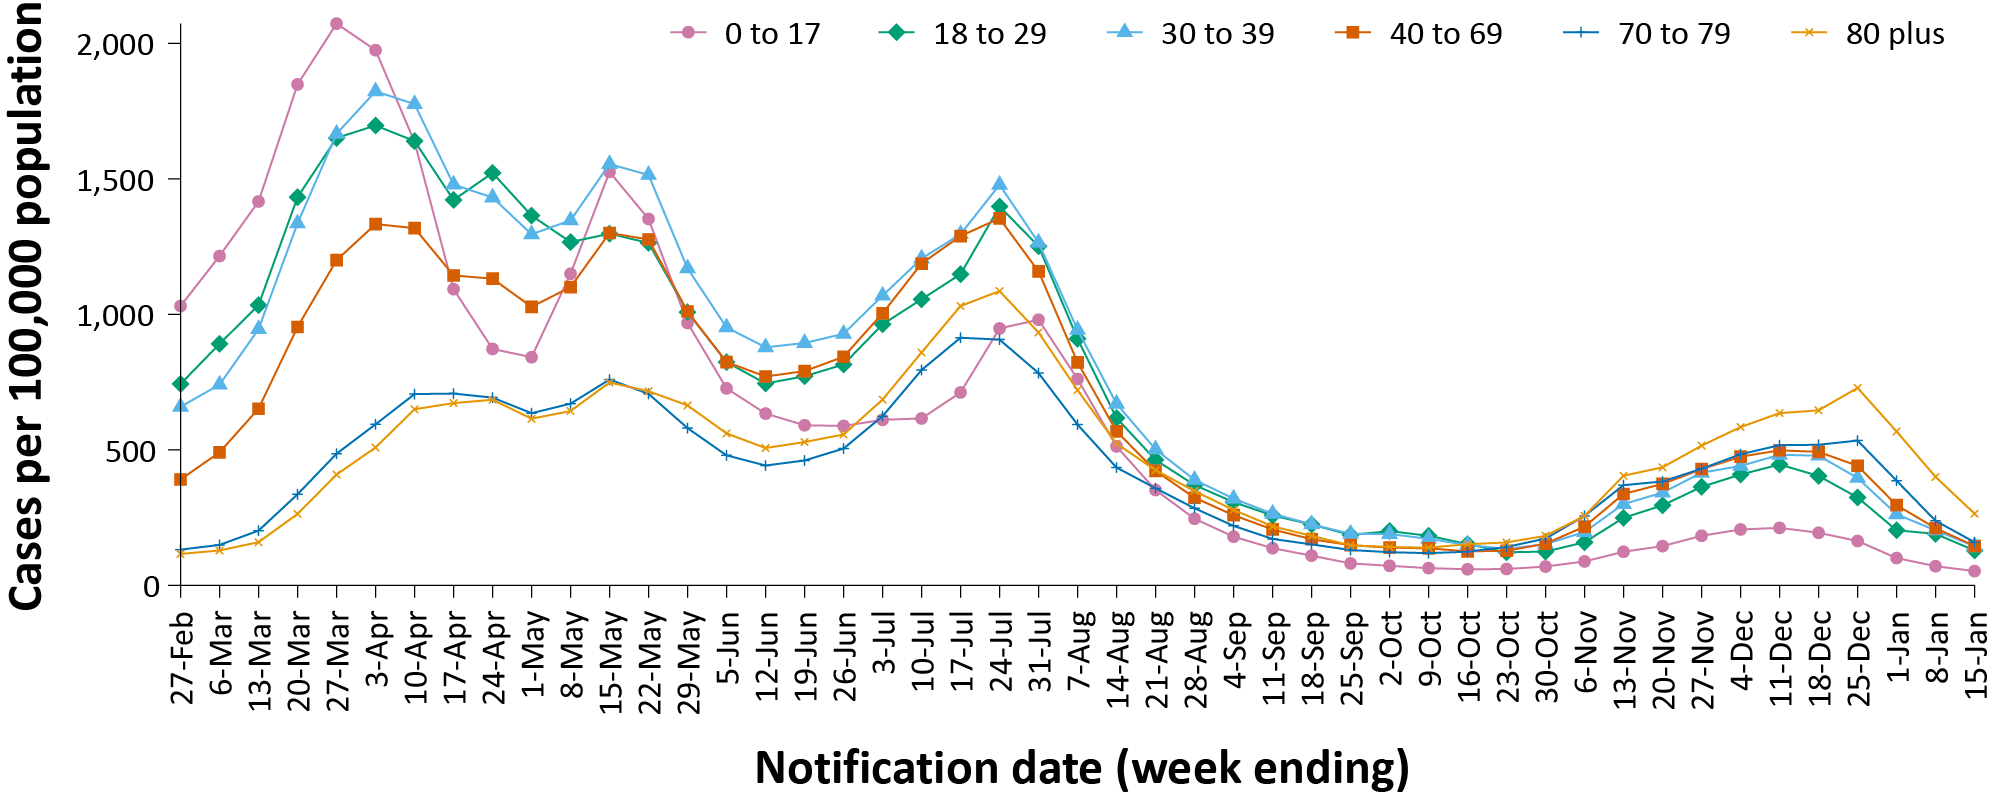 Cases per 100,000 population
0 to 17
18 to 29
30 to 39
40 to 69
70 to 79
80 plus
2,000
1,500
1,000
500
0
27-Feb
6-Mar
13-Mar
20-Mar
27-Mar
3-Apr
10-Apr
17-Apr
24-Apr
1-May
8-May
15-May
22-May
29-May
5-Jun
12-Jun
19-Jun
26-Jun
3-Jul
10-Jul
17-Jul
24-Jul
31-Jul
7-Aug
14-Aug
21-Aug
28-Aug
4-Sep
11-Sep
18-Sep
25-Sep
2-Oct
9-Oct
16-Oct
23-Oct
30-Oct
6-Nov
13-Nov
20-Nov
27-Nov
4-Dec
11-Dec
18-Dec
25-Dec
1-Jan
8-Jan
15-Jan
Notification date (week ending)